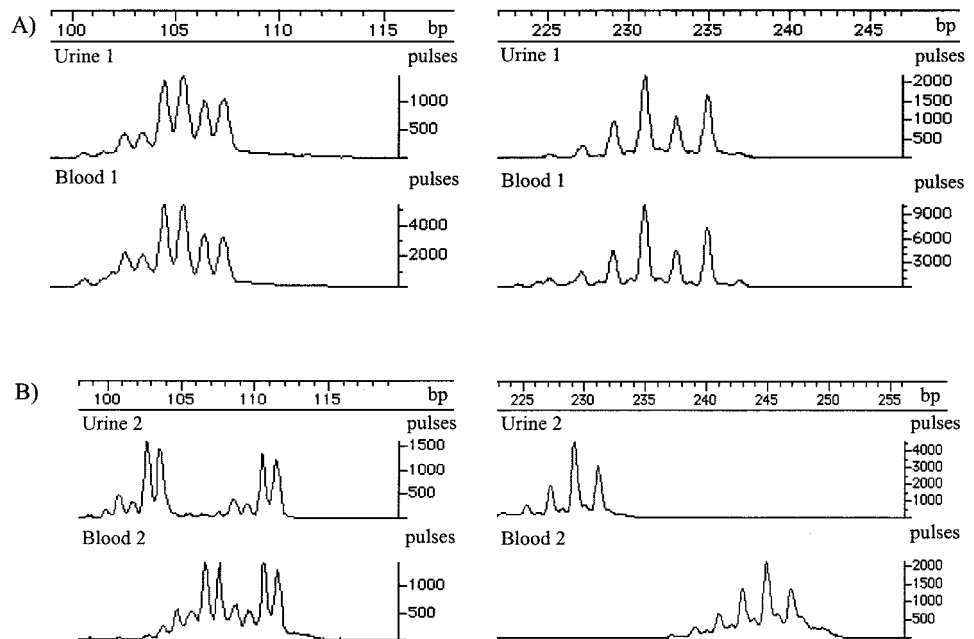 A)
100 105 110 115 bp
Urine 1 pulses
1000
500
Blood 1 pulses
4000
2000
225 230 235 240 245 bp
Urine 1 pulses
2000
1500
1000
500
Blood 1 pulses
9000
6000
3000
B)
100 105 110 115 bp
Urine 2 pulses
1500
1000
500
Blood 2 pulses
1000
500
225 230 235 240 245 250 255 bp
Urine 2 pulses
4000
3000
2000
1000
Blood 2 pulses
2000
1500
1000
500